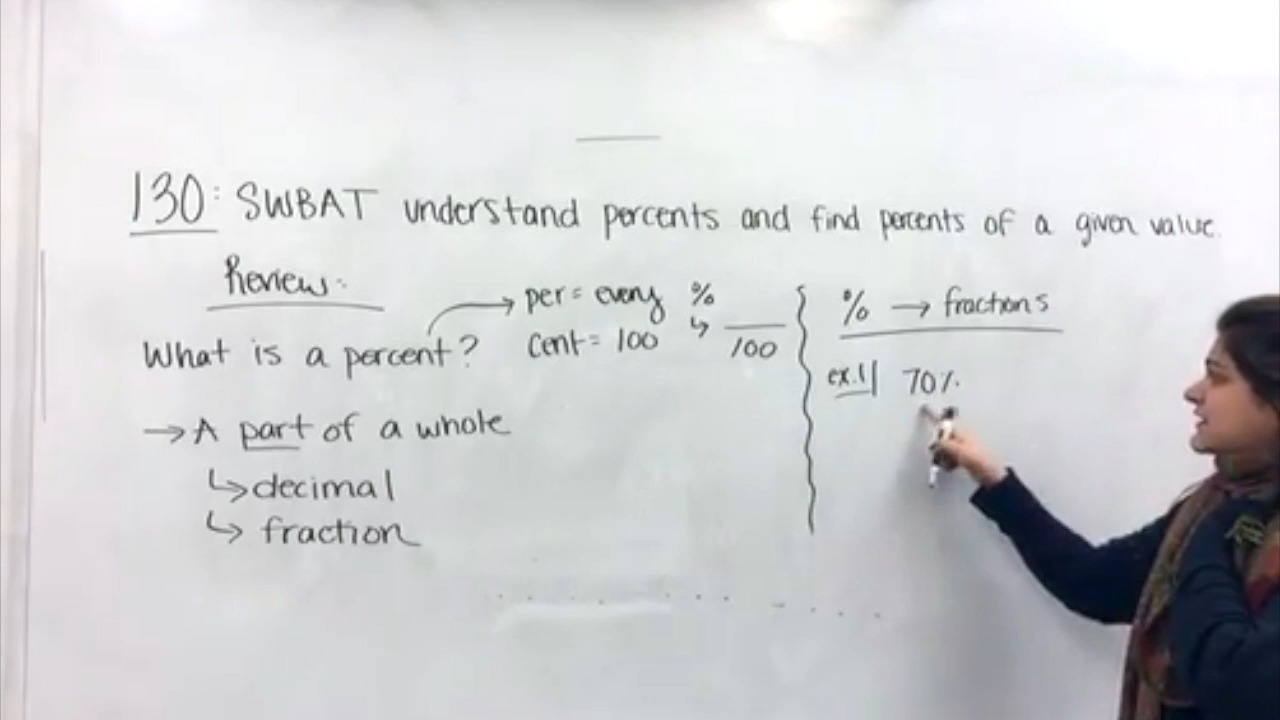 130: SWBAT understand percents and find percents of a given value.
Review:
What is a percent?
→ A part of a whole
↳ decimal
↳ fraction
→ per = every
cent = 100
%
↳ __/100
% → fractions
ex.1| 70%